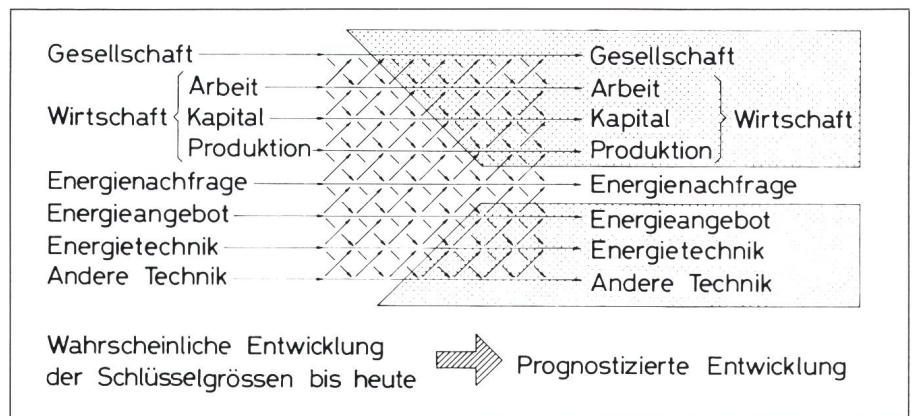 Gesellschaft
Arbeit
Wirtschaft
Kapital
Produktion
Energienachfrage
Energieangebot
Energietechnik
Andere Technik
Gesellschaft
Arbeit
Kapital
Wirtschaft
Produktion
Energienachfrage
Energieangebot
Energietechnik
Andere Technik
Wahrscheinliche Entwicklung
der Schlüsselgrössen bis heute
Prognostizierte Entwicklung